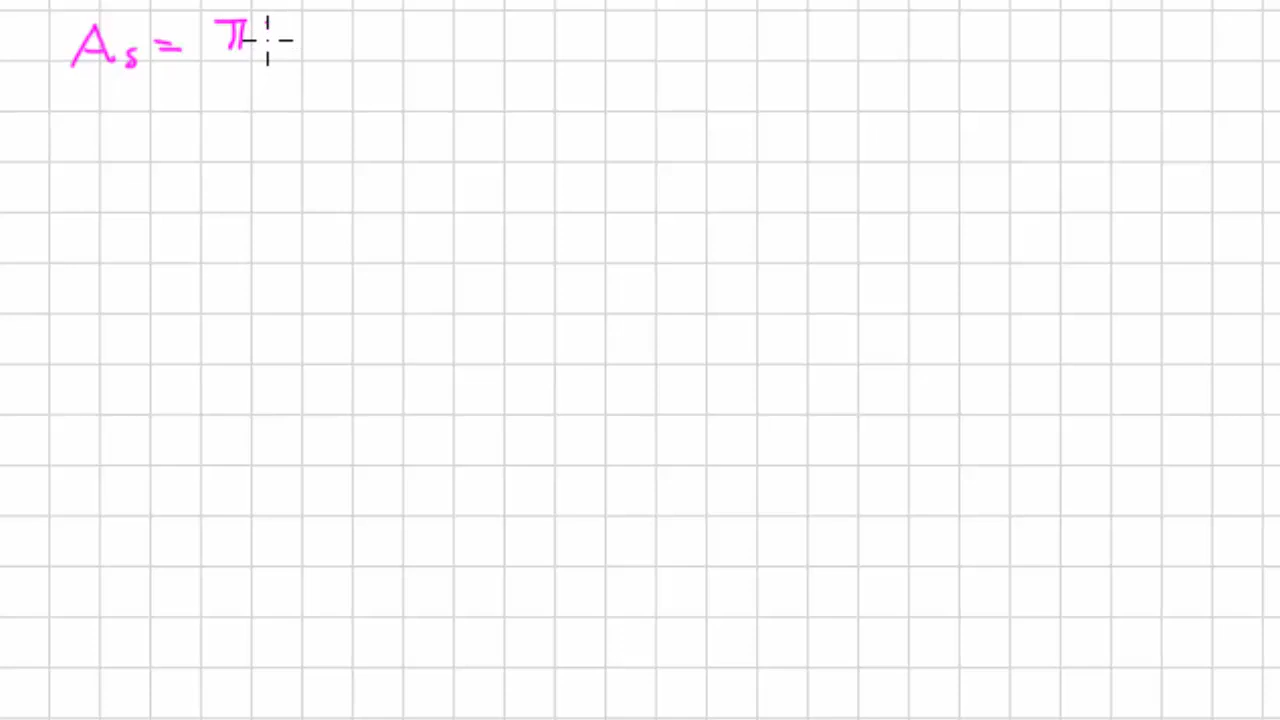 A_s = π